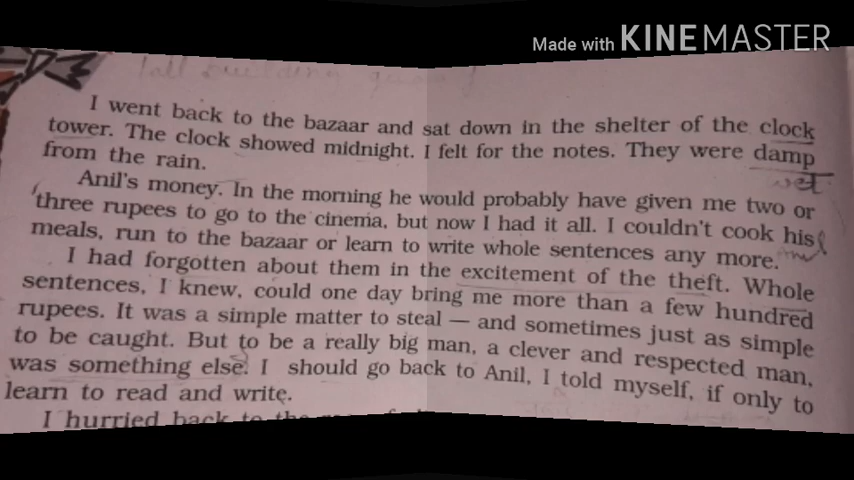 Made with KINEMASTER
tall building
I went back to the bazaar and sat down in the shelter of the clock
tower. The clock showed midnight. I felt for the notes. They were damp
from the rain.
wet
Anil's money. In the morning he would probably have given me two or
three rupees to go to the cinema, but now I had it all. I couldn't cook his
meals, run to the bazaar or learn to write whole sentences any more.
I had forgotten about them in the excitement of the theft. Whole
sentences, I knew, could one day bring me more than a few hundred
rupees. It was a simple matter to steal — and sometimes just as simple
to be caught. But to be a really big man, a clever and respected man,
was something else. I should go back to Anil, I told myself, if only to
learn to read and write.
I hurried back to the